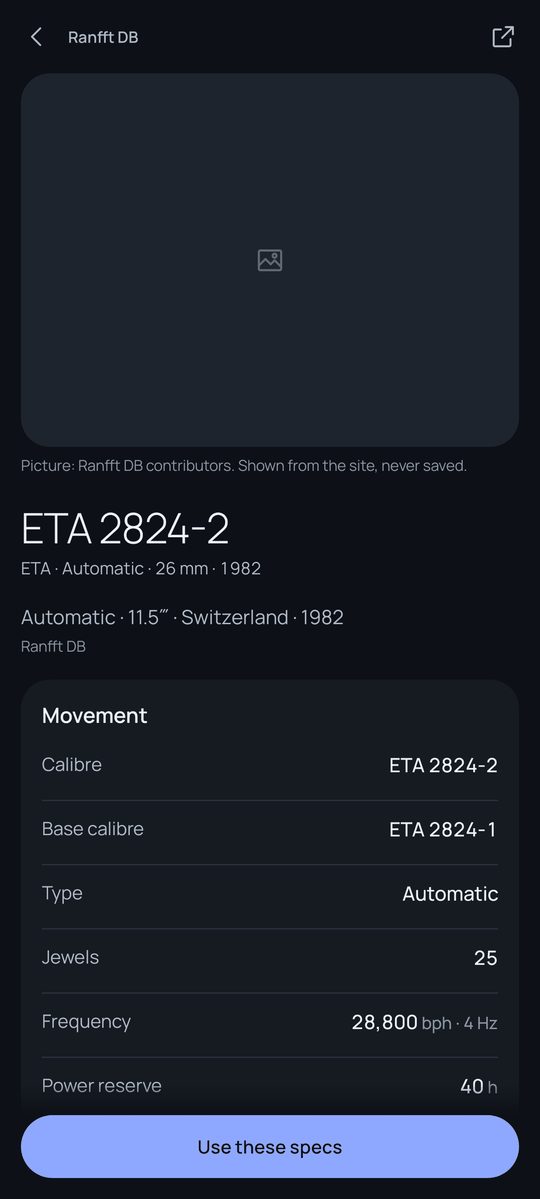 Ranfft DB
Picture: Ranfft DB contributors. Shown from the site, never saved.
ETA 2824-2
ETA · Automatic · 26 mm · 1982
Automatic · 11.5‴ · Switzerland · 1982
Ranfft DB
Movement
Calibre ETA 2824-2
Base calibre ETA 2824-1
Type Automatic
Jewels 25
Frequency 28,800 bph · 4 Hz
Power reserve 40 h
Use these specs